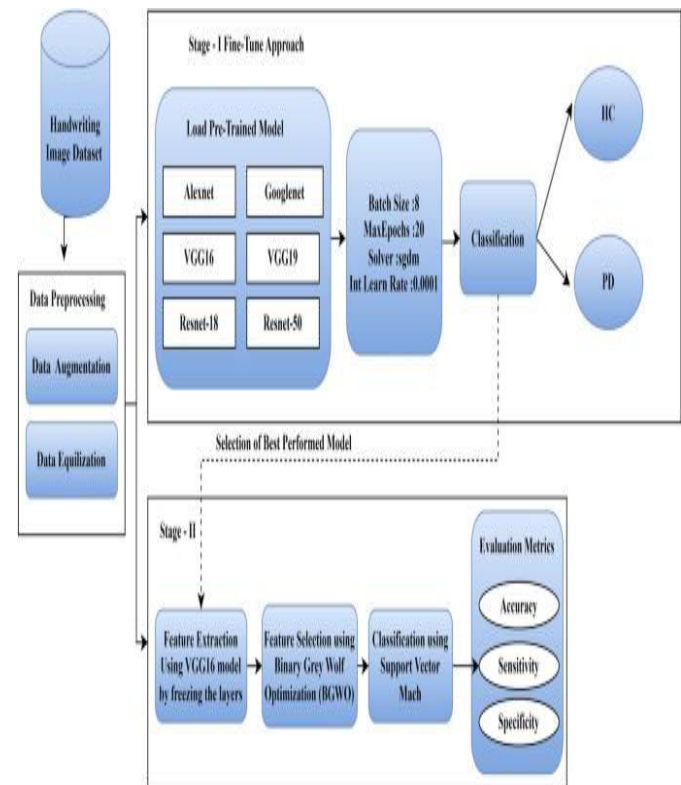 Handwriting
Image Dataset
Data Preprocessing
Data Augmentation
Data Equilization
Stage - I Fine-Tune Approach
Load Pre-Trained Model
Alexnet
Googlenet
VGG16
VGG19
Resnet-18
Resnet-50
Batch Size :8
MaxEpochs :20
Solver :sgdm
Int Learn Rate :0.0001
Classification
HC
PD
Selection of Best Performed Model
Stage - II
Feature Extraction
Using VGG16 model
by freezing the layers
Feature Selection using
Binary Grey Wolf
Optimization (BGWO)
Classification using
Support Vector
Mach
Evaluation Metrics
Accuracy
Sensitivity
Specificity